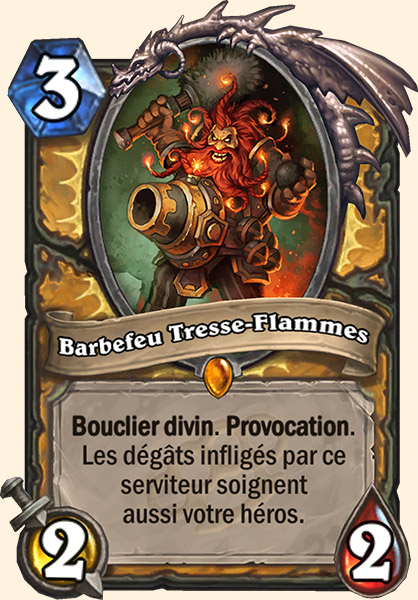 3
Barbefeu Tresse-Flammes
Bouclier divin. Provocation.
Les dégâts infligés par ce
serviteur soignent
aussi votre héros.
2
2